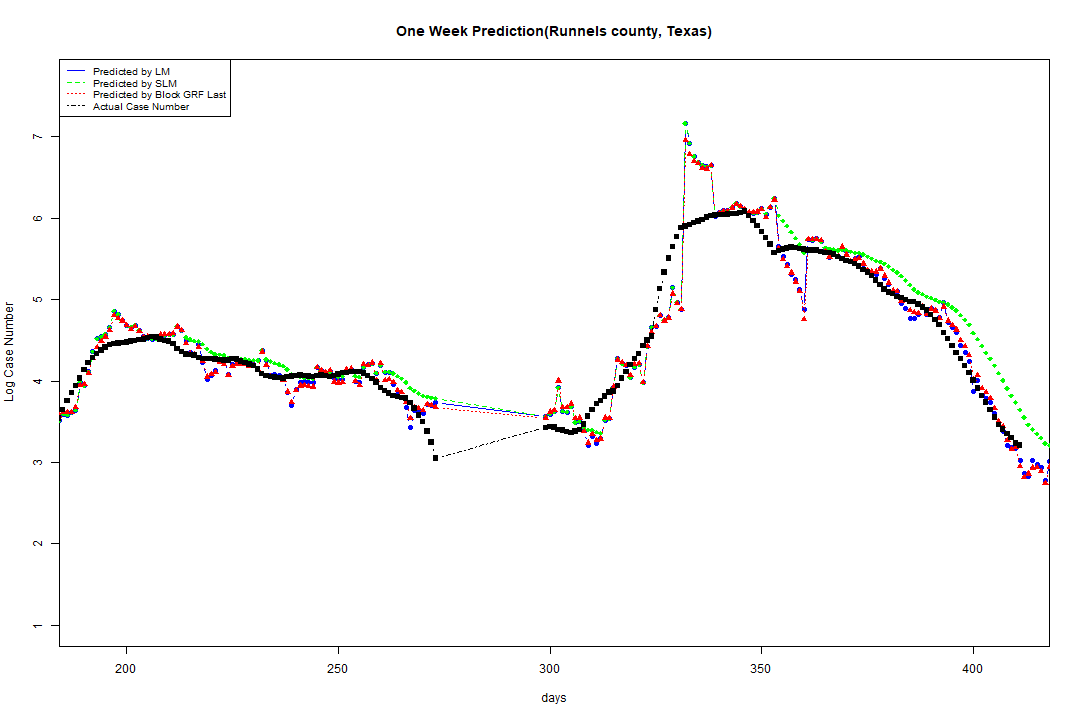 One Week Prediction(Runnels county, Texas)
Predicted by LM
Predicted by SLM
Predicted by Block GRF Last
Actual Case Number
Log Case Number
7
6
5
4
3
2
1
200 250 300 350 400
days